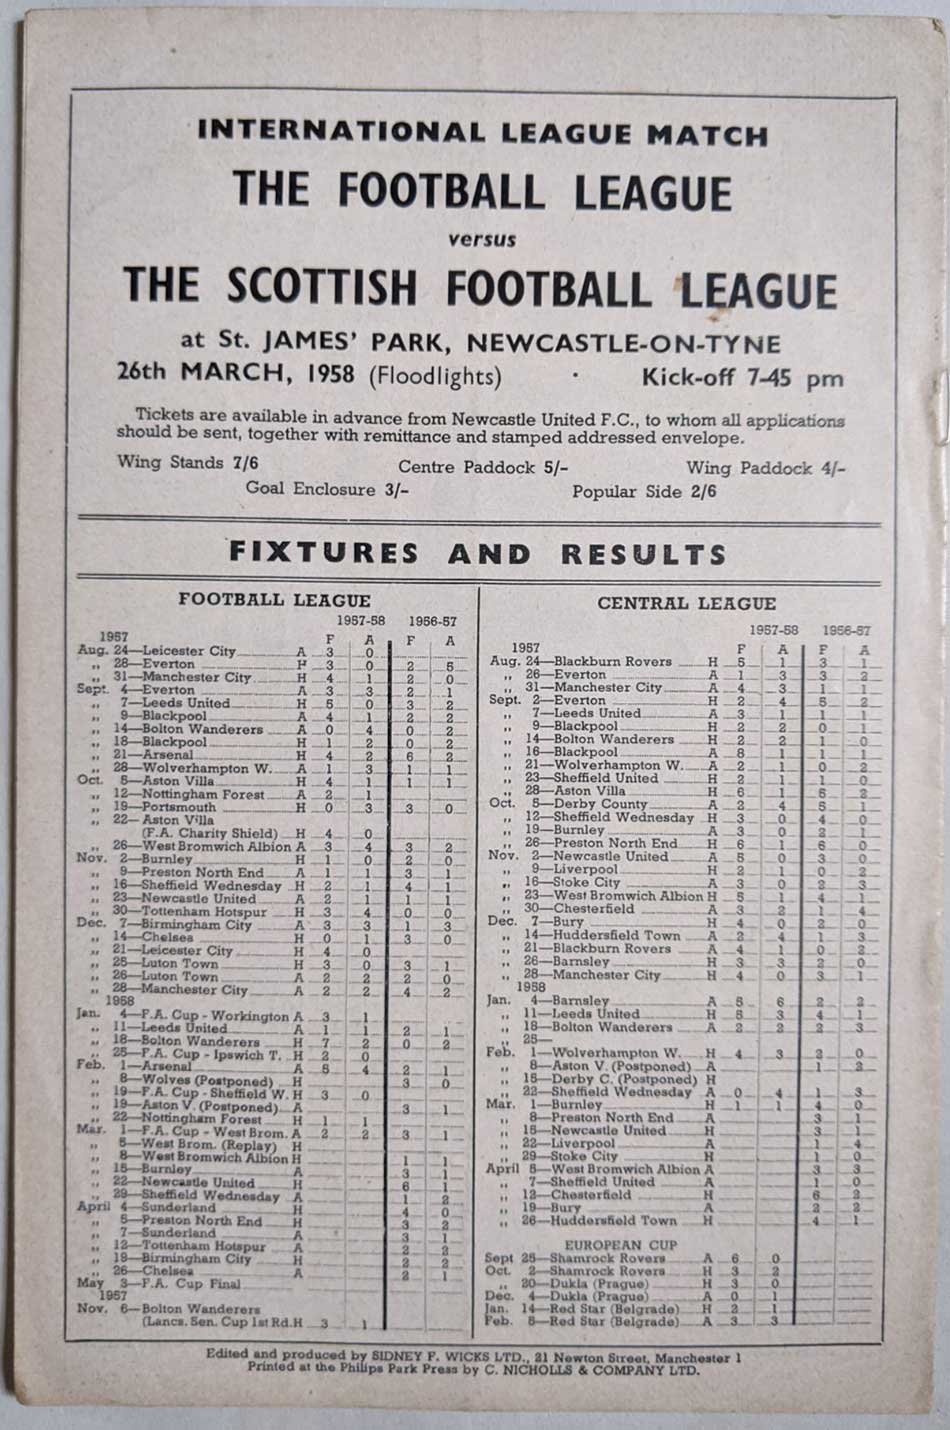 INTERNATIONAL LEAGUE MATCH
THE FOOTBALL LEAGUE
versus
THE SCOTTISH FOOTBALL LEAGUE
at St. JAMES' PARK, NEWCASTLE-ON-TYNE
26th MARCH, 1958 (Floodlights) · Kick-off 7-45 pm
Tickets are available in advance from Newcastle United F.C., to whom all applications
should be sent, together with remittance and stamped addressed envelope.
Wing Stands 7/6 Centre Paddock 5/- Wing Paddock 4/-
Goal Enclosure 3/- Popular Side 2/6
FIXTURES AND RESULTS
FOOTBALL LEAGUE
1957-58 1956-57
1957 F A F A
Aug. 24—Leicester City A 3 0
„ 28—Everton H 3 0 2 5
„ 31—Manchester City H 4 1 2 0
Sept. 4—Everton A 3 3 2 1
„ 7—Leeds United H 5 0 3 2
„ 9—Blackpool A 4 1 2 2
„ 14—Bolton Wanderers A 0 4 0 2
„ 18—Blackpool H 1 2 0 2
„ 21—Arsenal H 4 2 6 2
„ 28—Wolverhampton W. A 1 3 1 1
Oct. 5—Aston Villa H 4 1 1 1
„ 12—Nottingham Forest A 2 1
„ 19—Portsmouth H 0 3 3 0
„ 22—Aston Villa
(F.A. Charity Shield) H 4 0
„ 26—West Bromwich Albion A 3 4 3 2
Nov. 2—Burnley H 1 0 2 0
„ 9—Preston North End A 1 1 3 1
„ 16—Sheffield Wednesday H 2 1 4 1
„ 23—Newcastle United A 2 1 1 1
„ 30—Tottenham Hotspur H 3 4 0 0
Dec. 7—Birmingham City A 3 3 1 3
„ 14—Chelsea H 0 1 3 0
„ 21—Leicester City H 4 0
„ 25—Luton Town H 3 0 3 1
„ 26—Luton Town A 2 2 2 0
„ 28—Manchester City A 2 2 4 2
1958
Jan. 4—F.A. Cup - Workington A 3 1
„ 11—Leeds United A 1 1 2 1
„ 18—Bolton Wanderers H 7 2 0 2
„ 25—F.A. Cup - Ipswich T. H 2 0
Feb. 1—Arsenal A 5 4 2 1
„ 8—Wolves (Postponed) H 3 0
„ 19—F.A. Cup - Sheffield W. H 3 0
„ 19—Aston V. (Postponed) A 3 1
„ 22—Nottingham Forest H 1 1
Mar. 1—F.A. Cup - West Brom. A 2 2 3 1
„ 5—West Brom. (Replay) H
„ 8—West Bromwich Albion H 1 1
„ 15—Burnley A 3 1
„ 22—Newcastle United H 6 1
„ 29—Sheffield Wednesday A 1 2
April 4—Sunderland H 4 0
„ 5—Preston North End H 3 2
„ 7—Sunderland A 3 1
„ 12—Tottenham Hotspur A 2 2
„ 19—Birmingham City H 2 2
„ 26—Chelsea A 2 1
May 3—F.A. Cup Final
1957
Nov. 6—Bolton Wanderers
(Lancs. Sen. Cup 1st Rd. H 3 1
CENTRAL LEAGUE
1957-58 1956-57
1957 F A F A
Aug. 24—Blackburn Rovers H 5 1 3 1
„ 26—Everton A 1 3 3 2
„ 31—Manchester City A 4 3 1 1
Sept. 2—Everton H 2 4 5 2
„ 7—Leeds United A 3 1 1 1
„ 9—Blackpool H 2 2 0 1
„ 14—Bolton Wanderers H 2 2 1 0
„ 16—Blackpool A 8 1 1 1
„ 21—Wolverhampton W. A 2 1 0 2
„ 23—Sheffield United H 2 1 1 0
„ 28—Aston Villa H 6 1 5 2
Oct. 5—Derby County A 2 4 5 1
„ 12—Sheffield Wednesday H 3 0 4 0
„ 19—Burnley A 3 0 2 1
„ 26—Preston North End H 6 1 6 0
Nov. 2—Newcastle United A 5 0 3 0
„ 9—Liverpool H 2 1 0 2
„ 16—Stoke City A 3 0 2 3
„ 23—West Bromwich Albion H 5 1 4 1
„ 30—Chesterfield A 3 2 1 4
Dec. 7—Bury H 4 0 2 0
„ 14—Huddersfield Town A 2 4 1 3
„ 21—Blackburn Rovers A 4 1 0 2
„ 26—Barnsley H 3 3 2 0
„ 28—Manchester City H 4 0 3 1
1958
Jan. 4—Barnsley A 5 6 2 2
„ 11—Leeds United H 5 3 4 1
„ 18—Bolton Wanderers A 2 2 2 3
„ 25—
Feb. 1—Wolverhampton W. H 4 3 2 0
„ 8—Aston V. (Postponed) A 1 2
„ 15—Derby C. (Postponed) H
„ 22—Sheffield Wednesday A 0 4 1 3
Mar. 1—Burnley H 1 1 4 0
„ 8—Preston North End A 3 1
„ 15—Newcastle United H 3 1
„ 22—Liverpool A 1 4
„ 29—Stoke City H 1 0
April 5—West Bromwich Albion A 3 3
„ 7—Sheffield United A 1 0
„ 12—Chesterfield H 6 2
„ 19—Bury A 2 2
„ 26—Huddersfield Town H 4 1
EUROPEAN CUP
Sept 25—Shamrock Rovers A 6 0
Oct. 2—Shamrock Rovers H 3 2
„ 20—Dukla (Prague) H 3 0
Dec. 4—Dukla (Prague) A 0 1
Jan. 14—Red Star (Belgrade) H 2 1
Feb. 5—Red Star (Belgrade) A 3 3
Edited and produced by SIDNEY F. WICKS LTD., 21 Newton Street, Manchester 1
Printed at the Philips Park Press by C. NICHOLLS & COMPANY LTD.